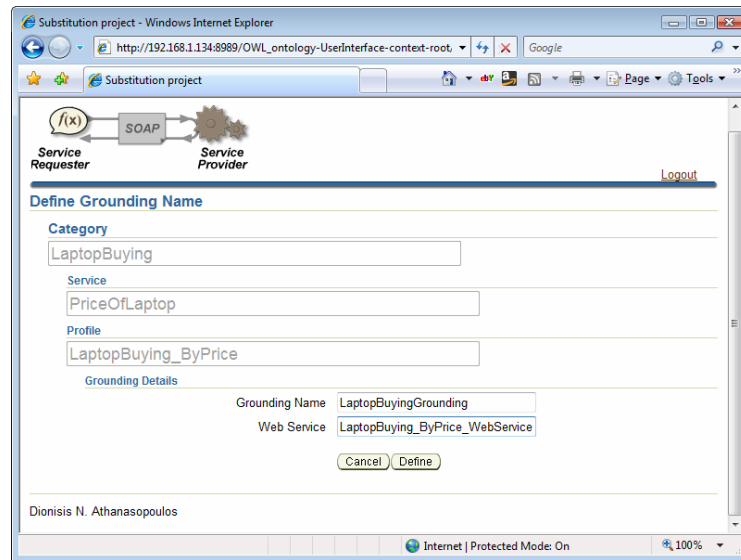 Substitution project - Windows Internet Explorer
http://192.168.1.134:8989/OWL_ontology-UserInterface-context-root,
Google
Substitution project
Page
Tools
f(x)
SOAP
Service Requester
Service Provider
Logout
Define Grounding Name
Category
LaptopBuying
Service
PriceOfLaptop
Profile
LaptopBuying_ByPrice
Grounding Details
Grounding Name LaptopBuyingGrounding
Web Service LaptopBuying_ByPrice_WebService
Cancel Define
Dionisis N. Athanasopoulos
Internet | Protected Mode: On
100%